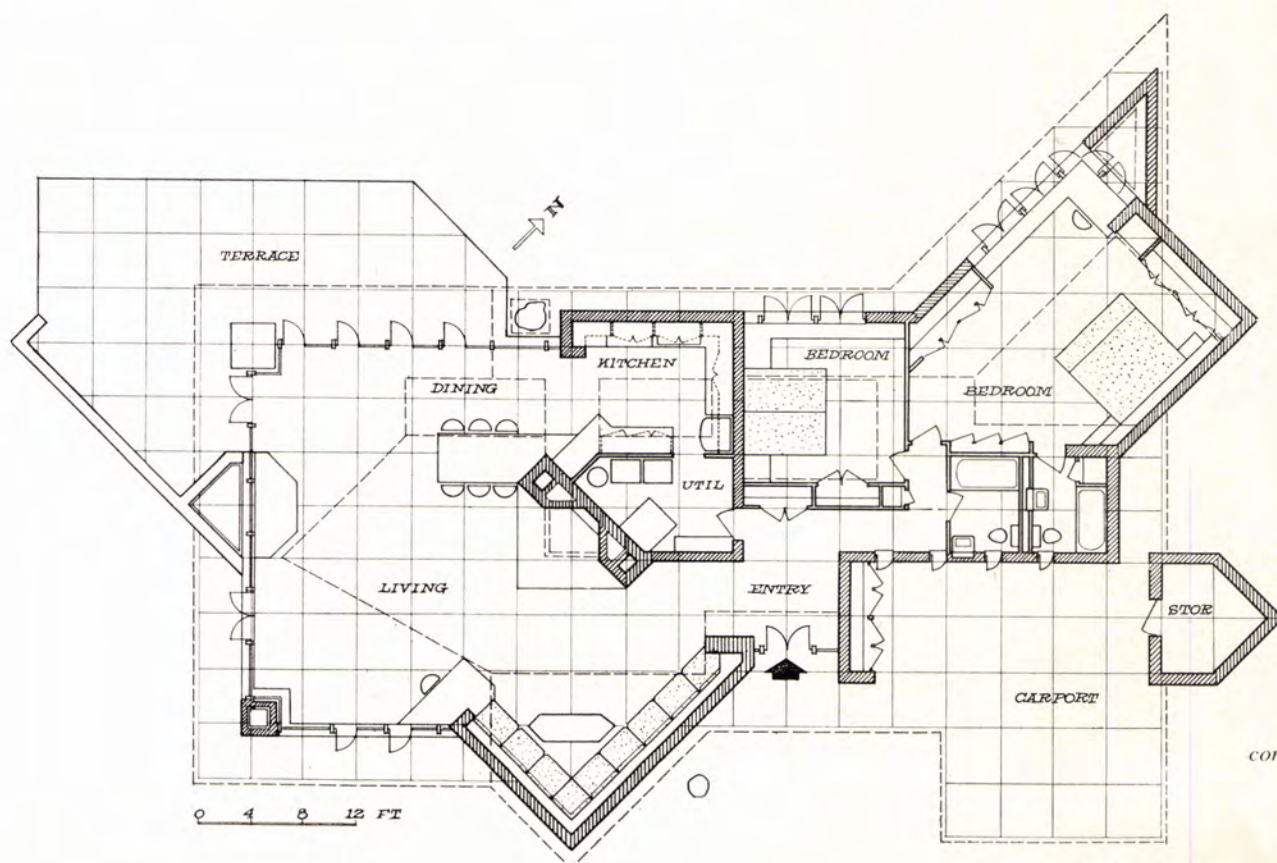 N
TERRACE
KITCHEN
BEDROOM
DINING
BEDROOM
UTIL
LIVING
ENTRY
STOR
CARPORT
0 4 8 12 FT